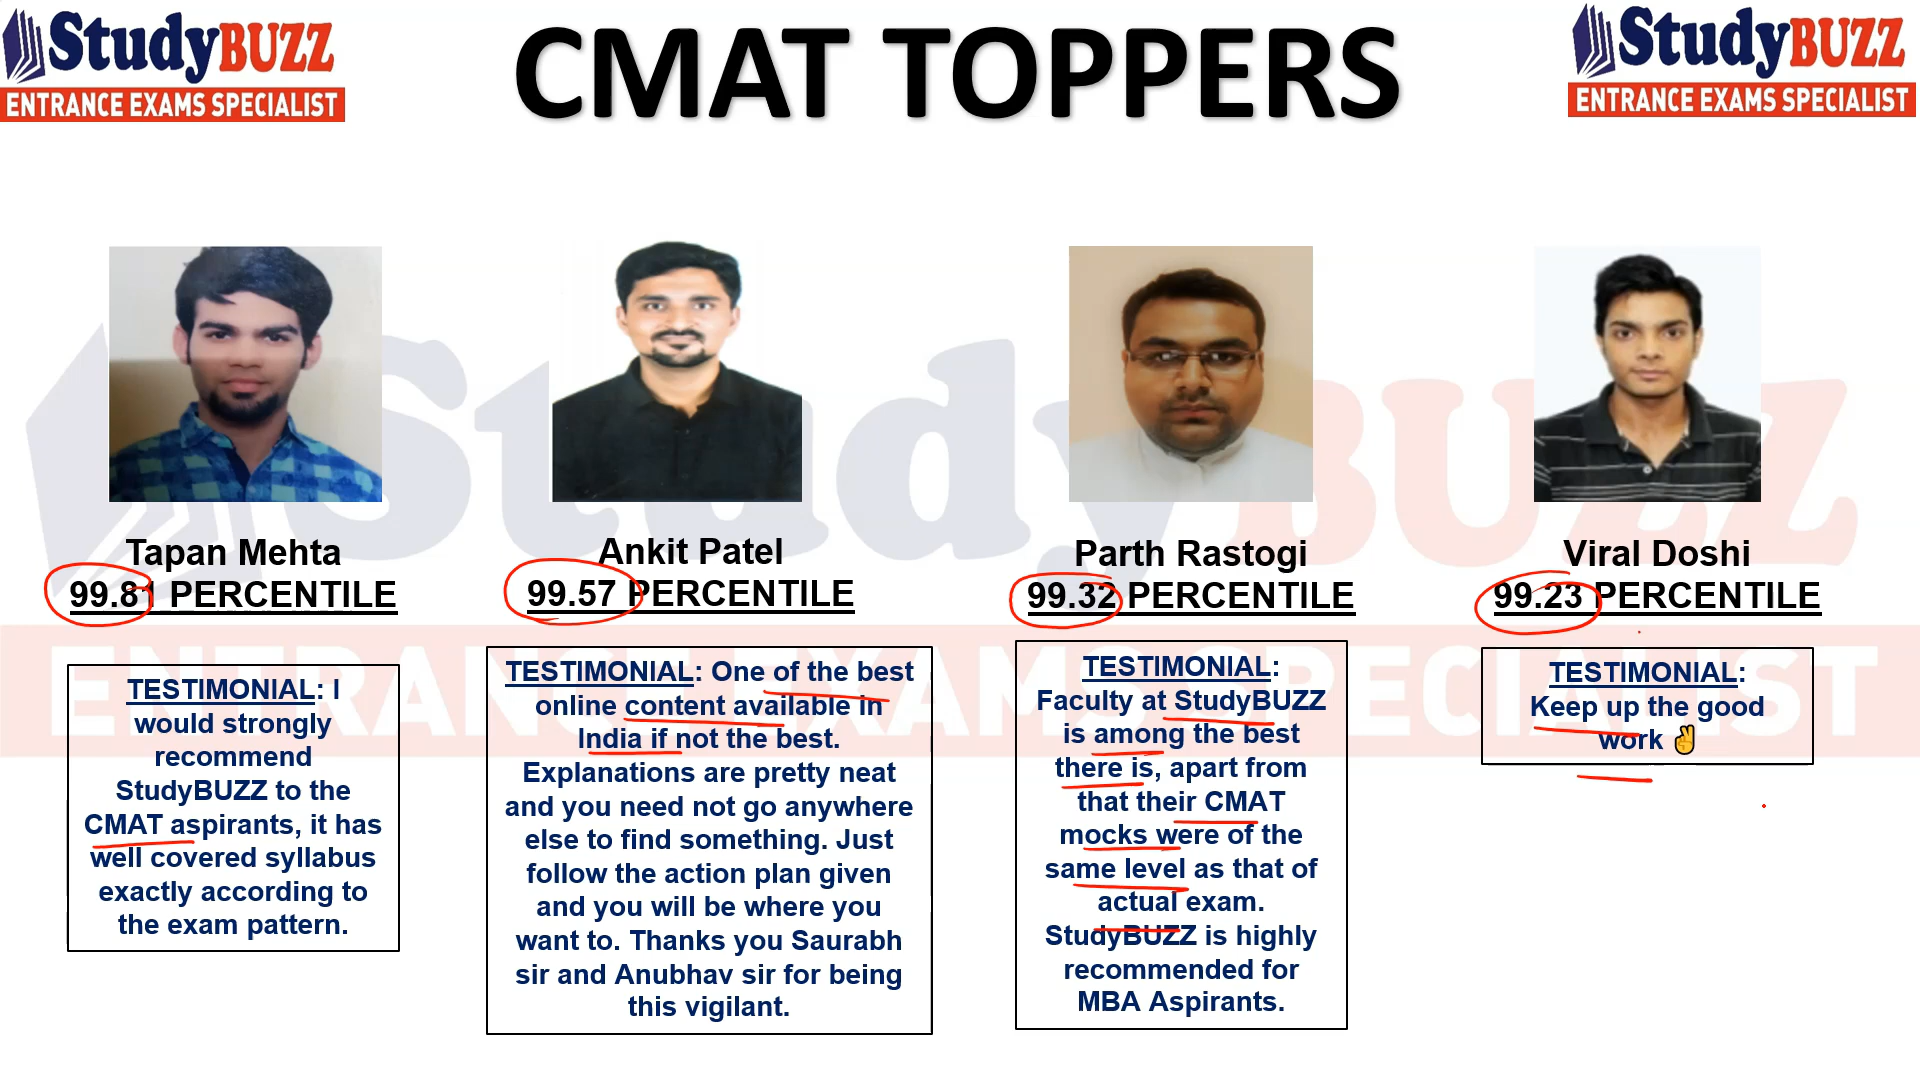 StudyBUZZ
ENTRANCE EXAMS SPECIALIST
CMAT TOPPERS
StudyBUZZ
ENTRANCE EXAMS SPECIALIST
StudyBUZZ
ENTRANCE EXAMS SPECIALIST
Tapan Mehta
99.81 PERCENTILE
TESTIMONIAL: I
would strongly
recommend
StudyBUZZ to the
CMAT aspirants, it has
well covered syllabus
exactly according to
the exam pattern.
Ankit Patel
99.57 PERCENTILE
TESTIMONIAL: One of the best
online content available in
India if not the best.
Explanations are pretty neat
and you need not go anywhere
else to find something. Just
follow the action plan given
and you will be where you
want to. Thanks you Saurabh
sir and Anubhav sir for being
this vigilant.
Parth Rastogi
99.32 PERCENTILE
TESTIMONIAL:
Faculty at StudyBUZZ
is among the best
there is, apart from
that their CMAT
mocks were of the
same level as that of
actual exam.
StudyBUZZ is highly
recommended for
MBA Aspirants.
Viral Doshi
99.23 PERCENTILE
TESTIMONIAL:
Keep up the good
work ✌